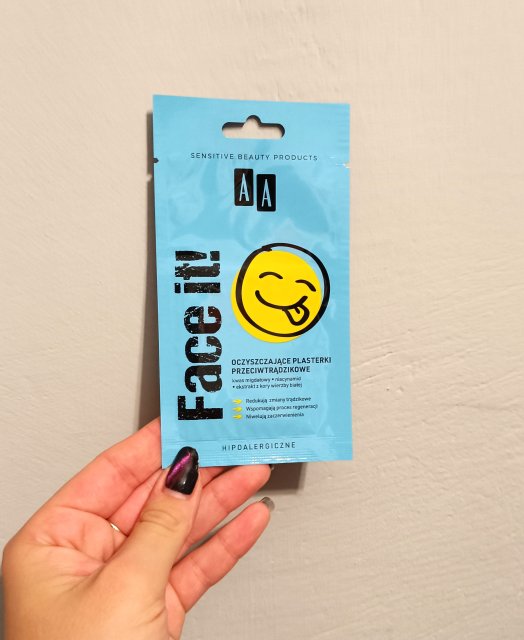 SENSITIVE BEAUTY PRODUCTS
AA
Face it!
OCZYSZCZAJĄCE PLASTERKI
PRZECIWTRĄDZIKOWE
kwas migdałowy • niacynamid
• ekstrakt z kory wierzby białej
Redukują zmiany trądzikowe
Wspomagają proces regeneracji
Niwelują zaczerwienienia
HIPOALERGICZNE